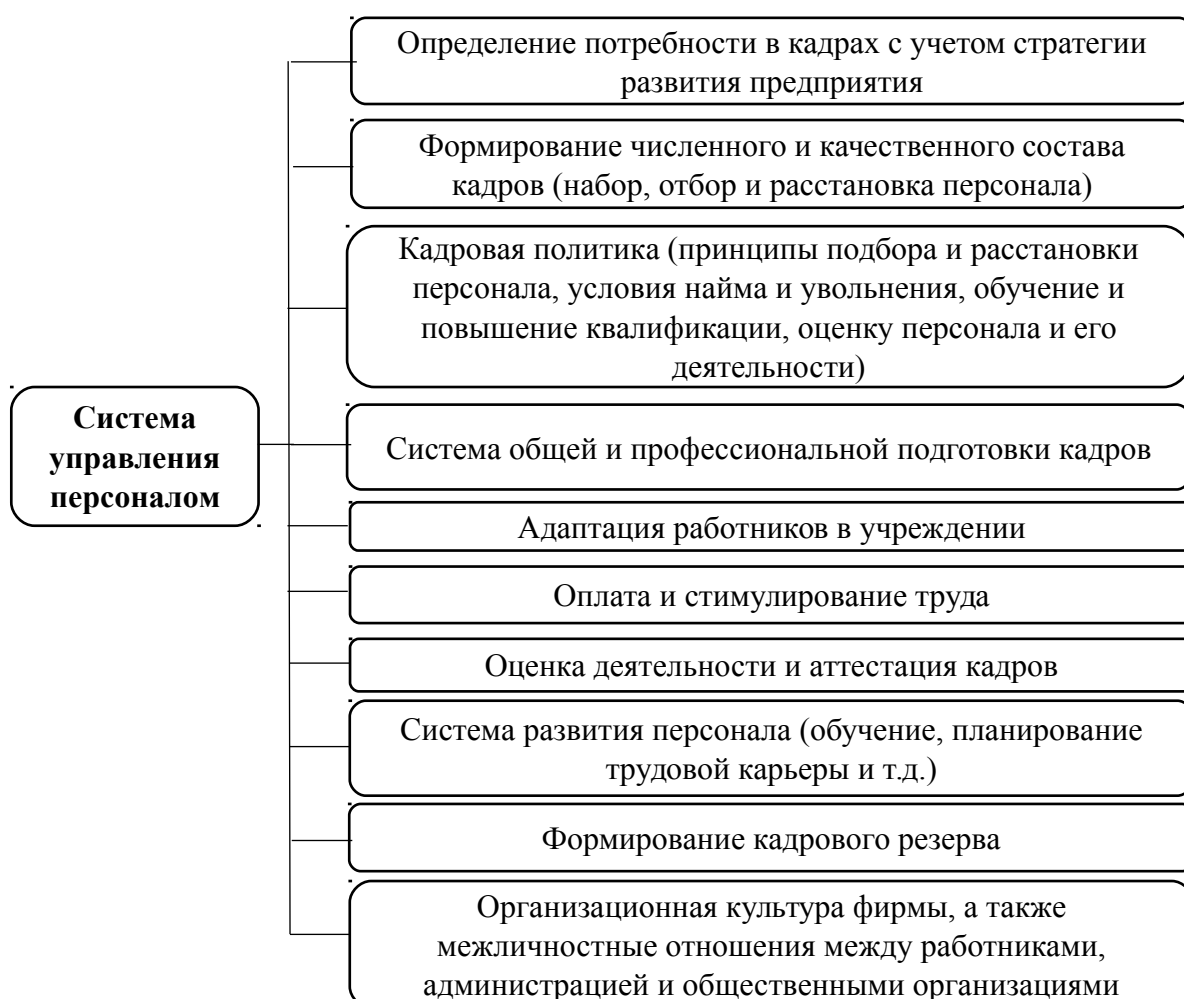 Определение потребности в кадрах с учетом стратегии
развития предприятия
Формирование численного и качественного состава
кадров (набор, отбор и расстановка персонала)
Кадровая политика (принципы подбора и расстановки
персонала, условия найма и увольнения, обучение и
повышение квалификации, оценку персонала и его
деятельности)
Система
управления
персоналом
Система общей и профессиональной подготовки кадров
Адаптация работников в учреждении
Оплата и стимулирование труда
Оценка деятельности и аттестация кадров
Система развития персонала (обучение, планирование
трудовой карьеры и т.д.)
Формирование кадрового резерва
Организационная культура фирмы, а также
межличностные отношения между работниками,
администрацией и общественными организациями